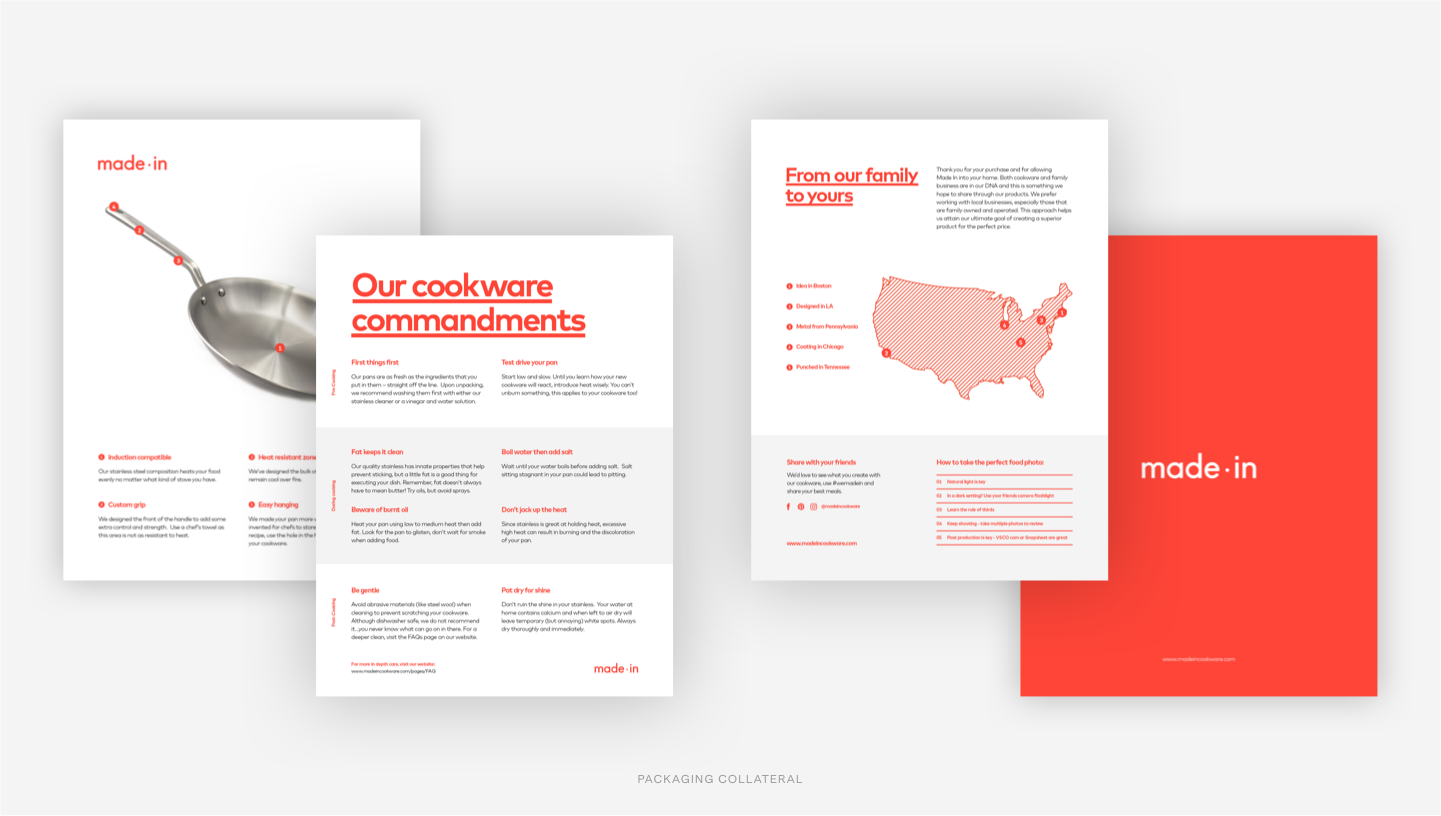 made·in
4
2
3
1
1 Induction compatible
Our stainless steel composition heats your food
evenly no matter what kind of stove you have.
2 Custom grip
We designed the front of the handle to add some
extra control and strength. Use a chef's towel as
this area is not as resistant to heat.
Heat resistant zone
We've designed the bulk
remain cool over fire.
Easy hanging
We made your pan more
invented for chefs to store
recipe, use the hole in the
your cookware.
Our cookware
commandments
Pre-Cooking
First things first
Our pans are as fresh as the ingredients that you
put in them – straight off the line. Upon unpacking,
we recommend washing them first with either our
stainless cleaner or a vinegar and water solution.
Test drive your pan
Start low and slow. Until you learn how your new
cookware will react, introduce heat wisely. You can't
unburn something, this applies to your cookware too!
During cooking
Fat keeps it clean
Our quality stainless has innate properties that help
prevent sticking, but a little fat is a good thing for
executing your dish. Remember, fat doesn't always
have to mean butter! Try oils, but avoid sprays.
Boil water then add salt
Wait until your water boils before adding salt. Salt
sitting stagnant in your pan could lead to pitting.
Beware of burnt oil
Heat your pan using low to medium heat then add
fat. Look for the pan to glisten, don't wait for smoke
when adding food.
Don't jack up the heat
Since stainless is great at holding heat, excessive
high heat can result in burning and the discoloration
of your pan.
Post-Cooking
Be gentle
Avoid abrasive materials (like steel wool) when
cleaning to prevent scratching your cookware.
Although dishwasher safe, we do not recommend
it...you never know what can go on in there. For a
deeper clean, visit the FAQs page on our website.
Pat dry for shine
Don't ruin the shine in your stainless. Your water at
home contains calcium and when left to air dry will
leave temporary (but annoying) white spots. Always
dry thoroughly and immediately.
For more in depth care, visit our website:
www.madeincookware.com/pages/FAQ
made·in
From our family
to yours
Thank you for your purchase and for allowing
Made In into your home. Both cookware and family
business are in our DNA and this is something we
hope to share through our products. We prefer
working with local businesses, especially those that
are family owned and operated. This approach helps
us attain our ultimate goal of creating a superior
product for the perfect price.
1 Idea in Boston
2 Designed in LA
3 Metal from Pennsylvania
4 Coating in Chicago
5 Punched in Tennessee
1
3
4
5
2
Share with your friends
We'd love to see what you create with
our cookware, use #wemadein and
share your best meals.
@madeincookware
www.madeincookware.com
How to take the perfect food photo:
01 Natural light is key
02 In a dark setting? Use your friends camera flashlight
03 Learn the rule of thirds
04 Keep shooting - take multiple photos to review
05 Post production is key - VSCO cam or Snapseed are great
made·in
www.madeincookware.com
PACKAGING COLLATERAL